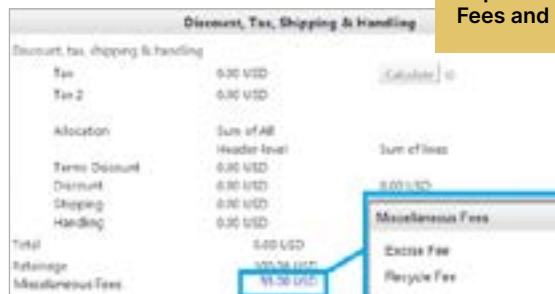 Fees and
Discount, Tax, Shipping & Handling
Discount, tax, shipping & handling
Tax 0.00 USD Calculate
Tax 2 0.00 USD
Allocation Sum of All
Header-level Sum of lines
Terms Discount 0.00 USD
Discount 0.00 USD 0.00 USD
Shipping 0.00 USD
Handling 0.00 USD
Total 0.00 USD
Retainage USD
Miscellaneous Fees USD
Miscellaneous Fees
Excise Fee
Recycle Fee